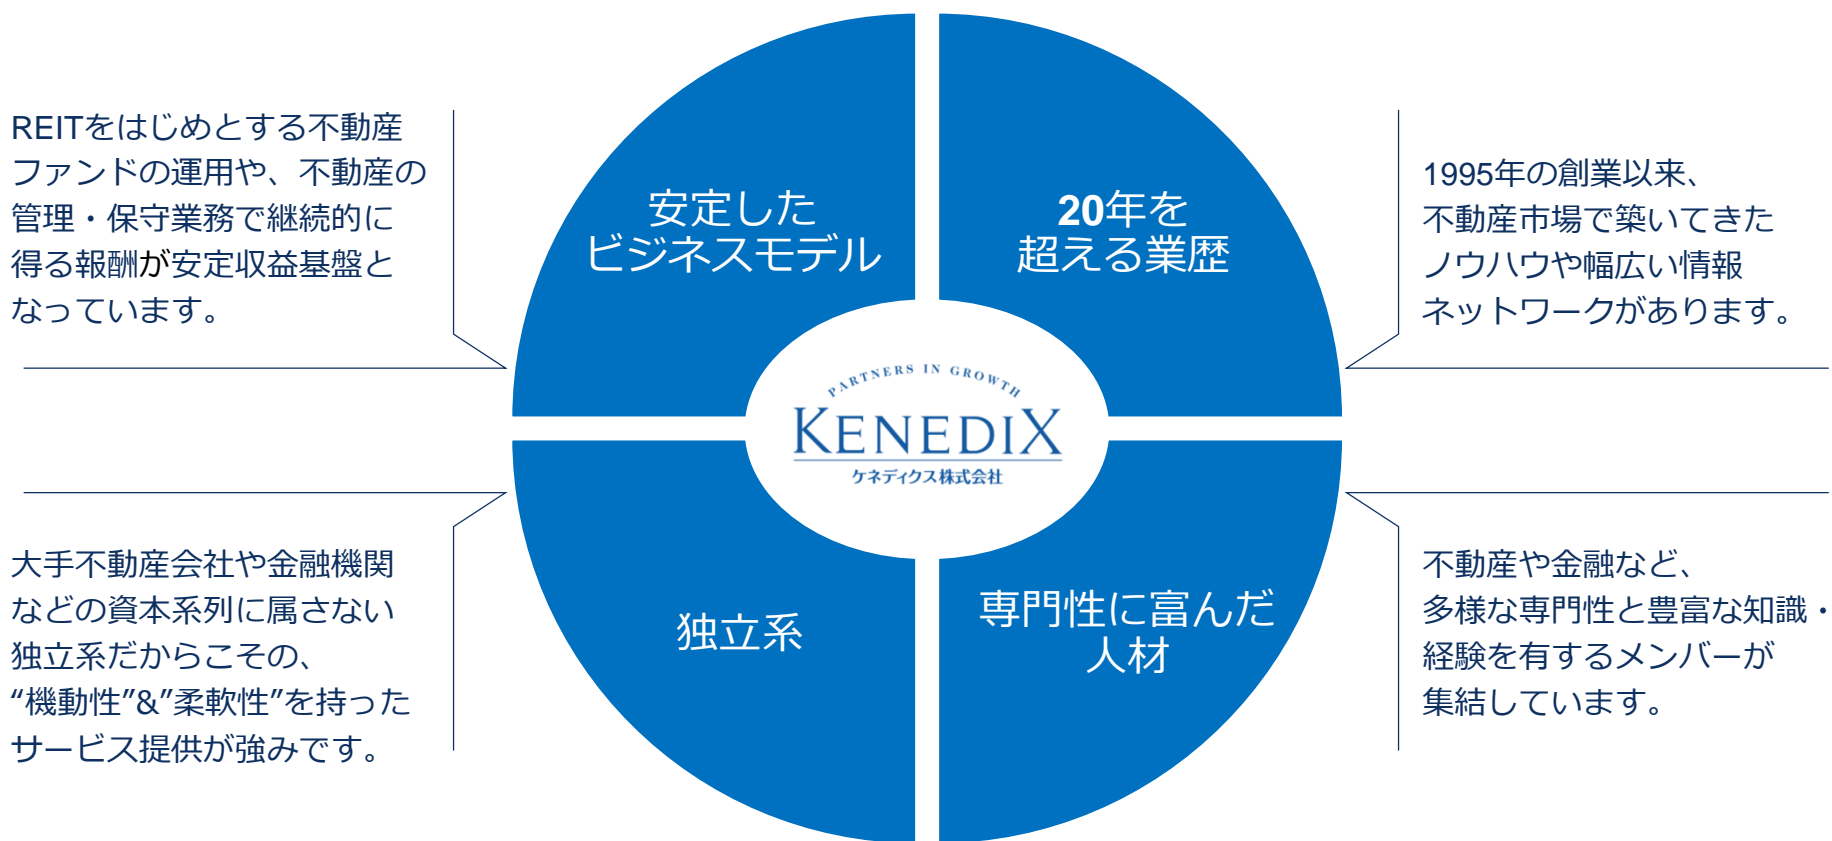 REITをはじめとする不動産
ファンドの運用や、不動産の
管理・保守業務で継続的に
得る報酬が安定収益基盤と
なっています。
安定した
ビジネスモデル
20年を
超える業歴
1995年の創業以来、
不動産市場で築いてきた
ノウハウや幅広い情報
ネットワークがあります。
PARTNERS IN GROWTH
KENEDIX
ケネディクス株式会社
大手不動産会社や金融機関
などの資本系列に属さない
独立系だからこその、
“機動性”&”柔軟性”を持った
サービス提供が強みです。
独立系
専門性に富んだ
人材
不動産や金融など、
多様な専門性と豊富な知識・
経験を有するメンバーが
集結しています。